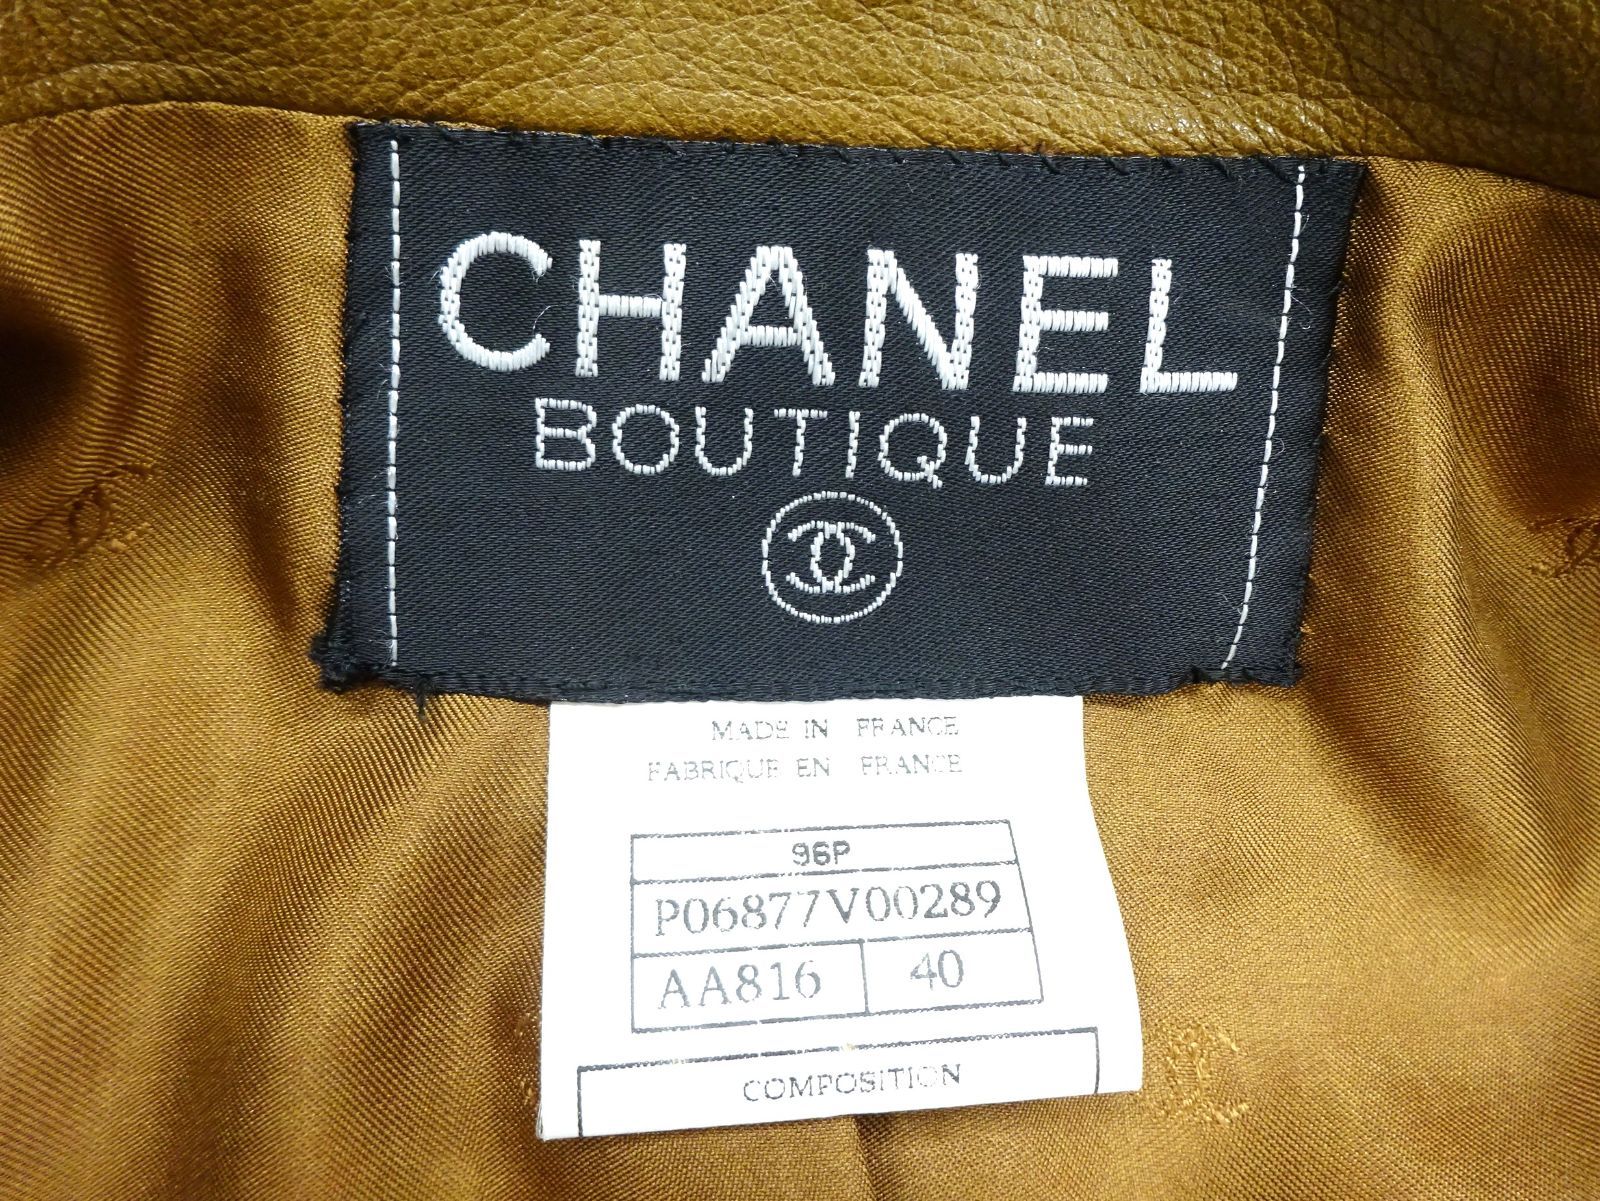 CHANEL
BOUTIQUE
MADE IN FRANCE
FABRIQUE EN FRANCE
96P
P06877V00289
AA816 40
COMPOSITION